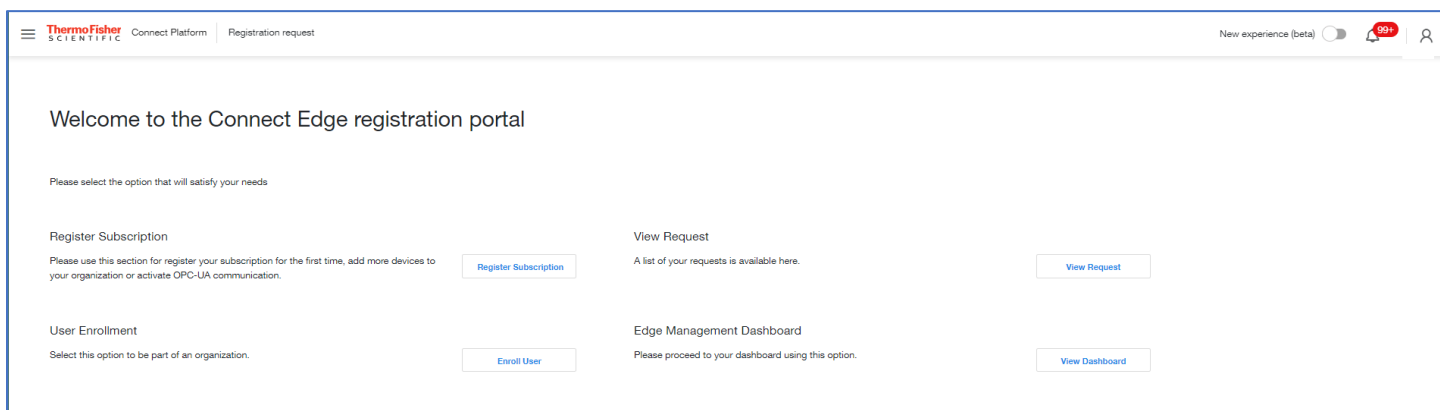 ThermoFisher
SCIENTIFIC
Connect Platform
Registration request
New experience (beta)
99+
Welcome to the Connect Edge registration portal
Please select the option that will satisfy your needs
Register Subscription
Please use this section for register your subscription for the first time, add more devices to
your organization or activate OPC-UA communication.
Register Subscription
View Request
A list of your requests is available here.
View Request
User Enrollment
Select this option to be part of an organization.
Enroll User
Edge Management Dashboard
Please proceed to your dashboard using this option.
View Dashboard